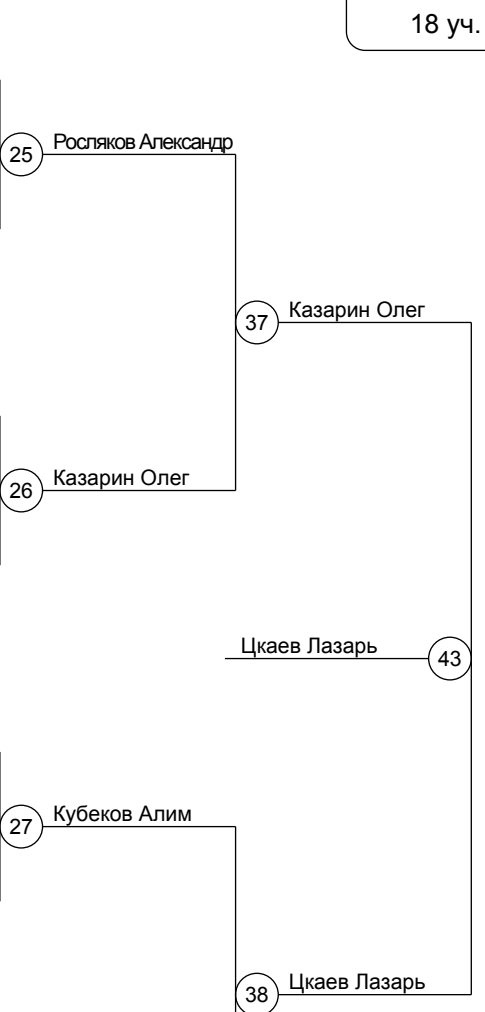 18 уч.
Росляков Александр
25
Казарин Олег
37
Казарин Олег
26
Цкаев Лазарь
43
Кубеков Алим
27
Цкаев Лазарь
38